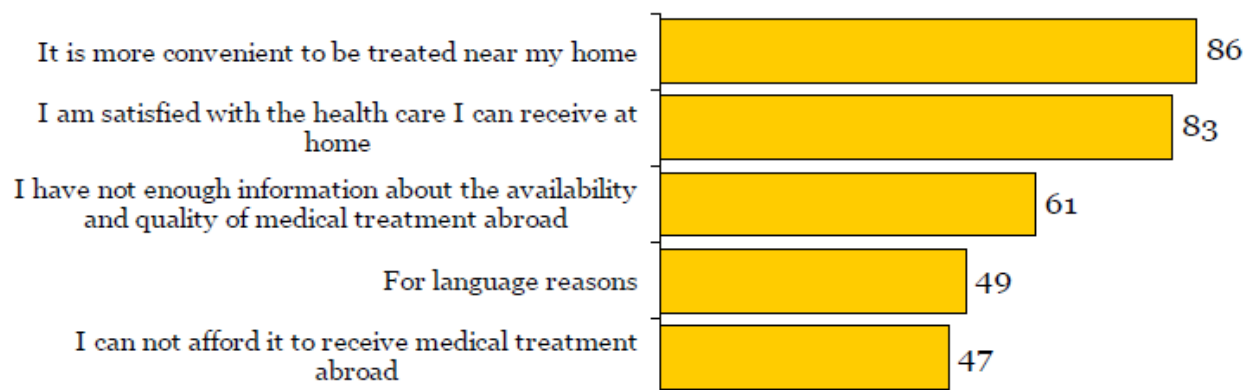 It is more convenient to be treated near my home
86
I am satisfied with the health care I can receive at
home
83
I have not enough information about the availability
and quality of medical treatment abroad
61
For language reasons
49
I can not afford it to receive medical treatment
abroad
47